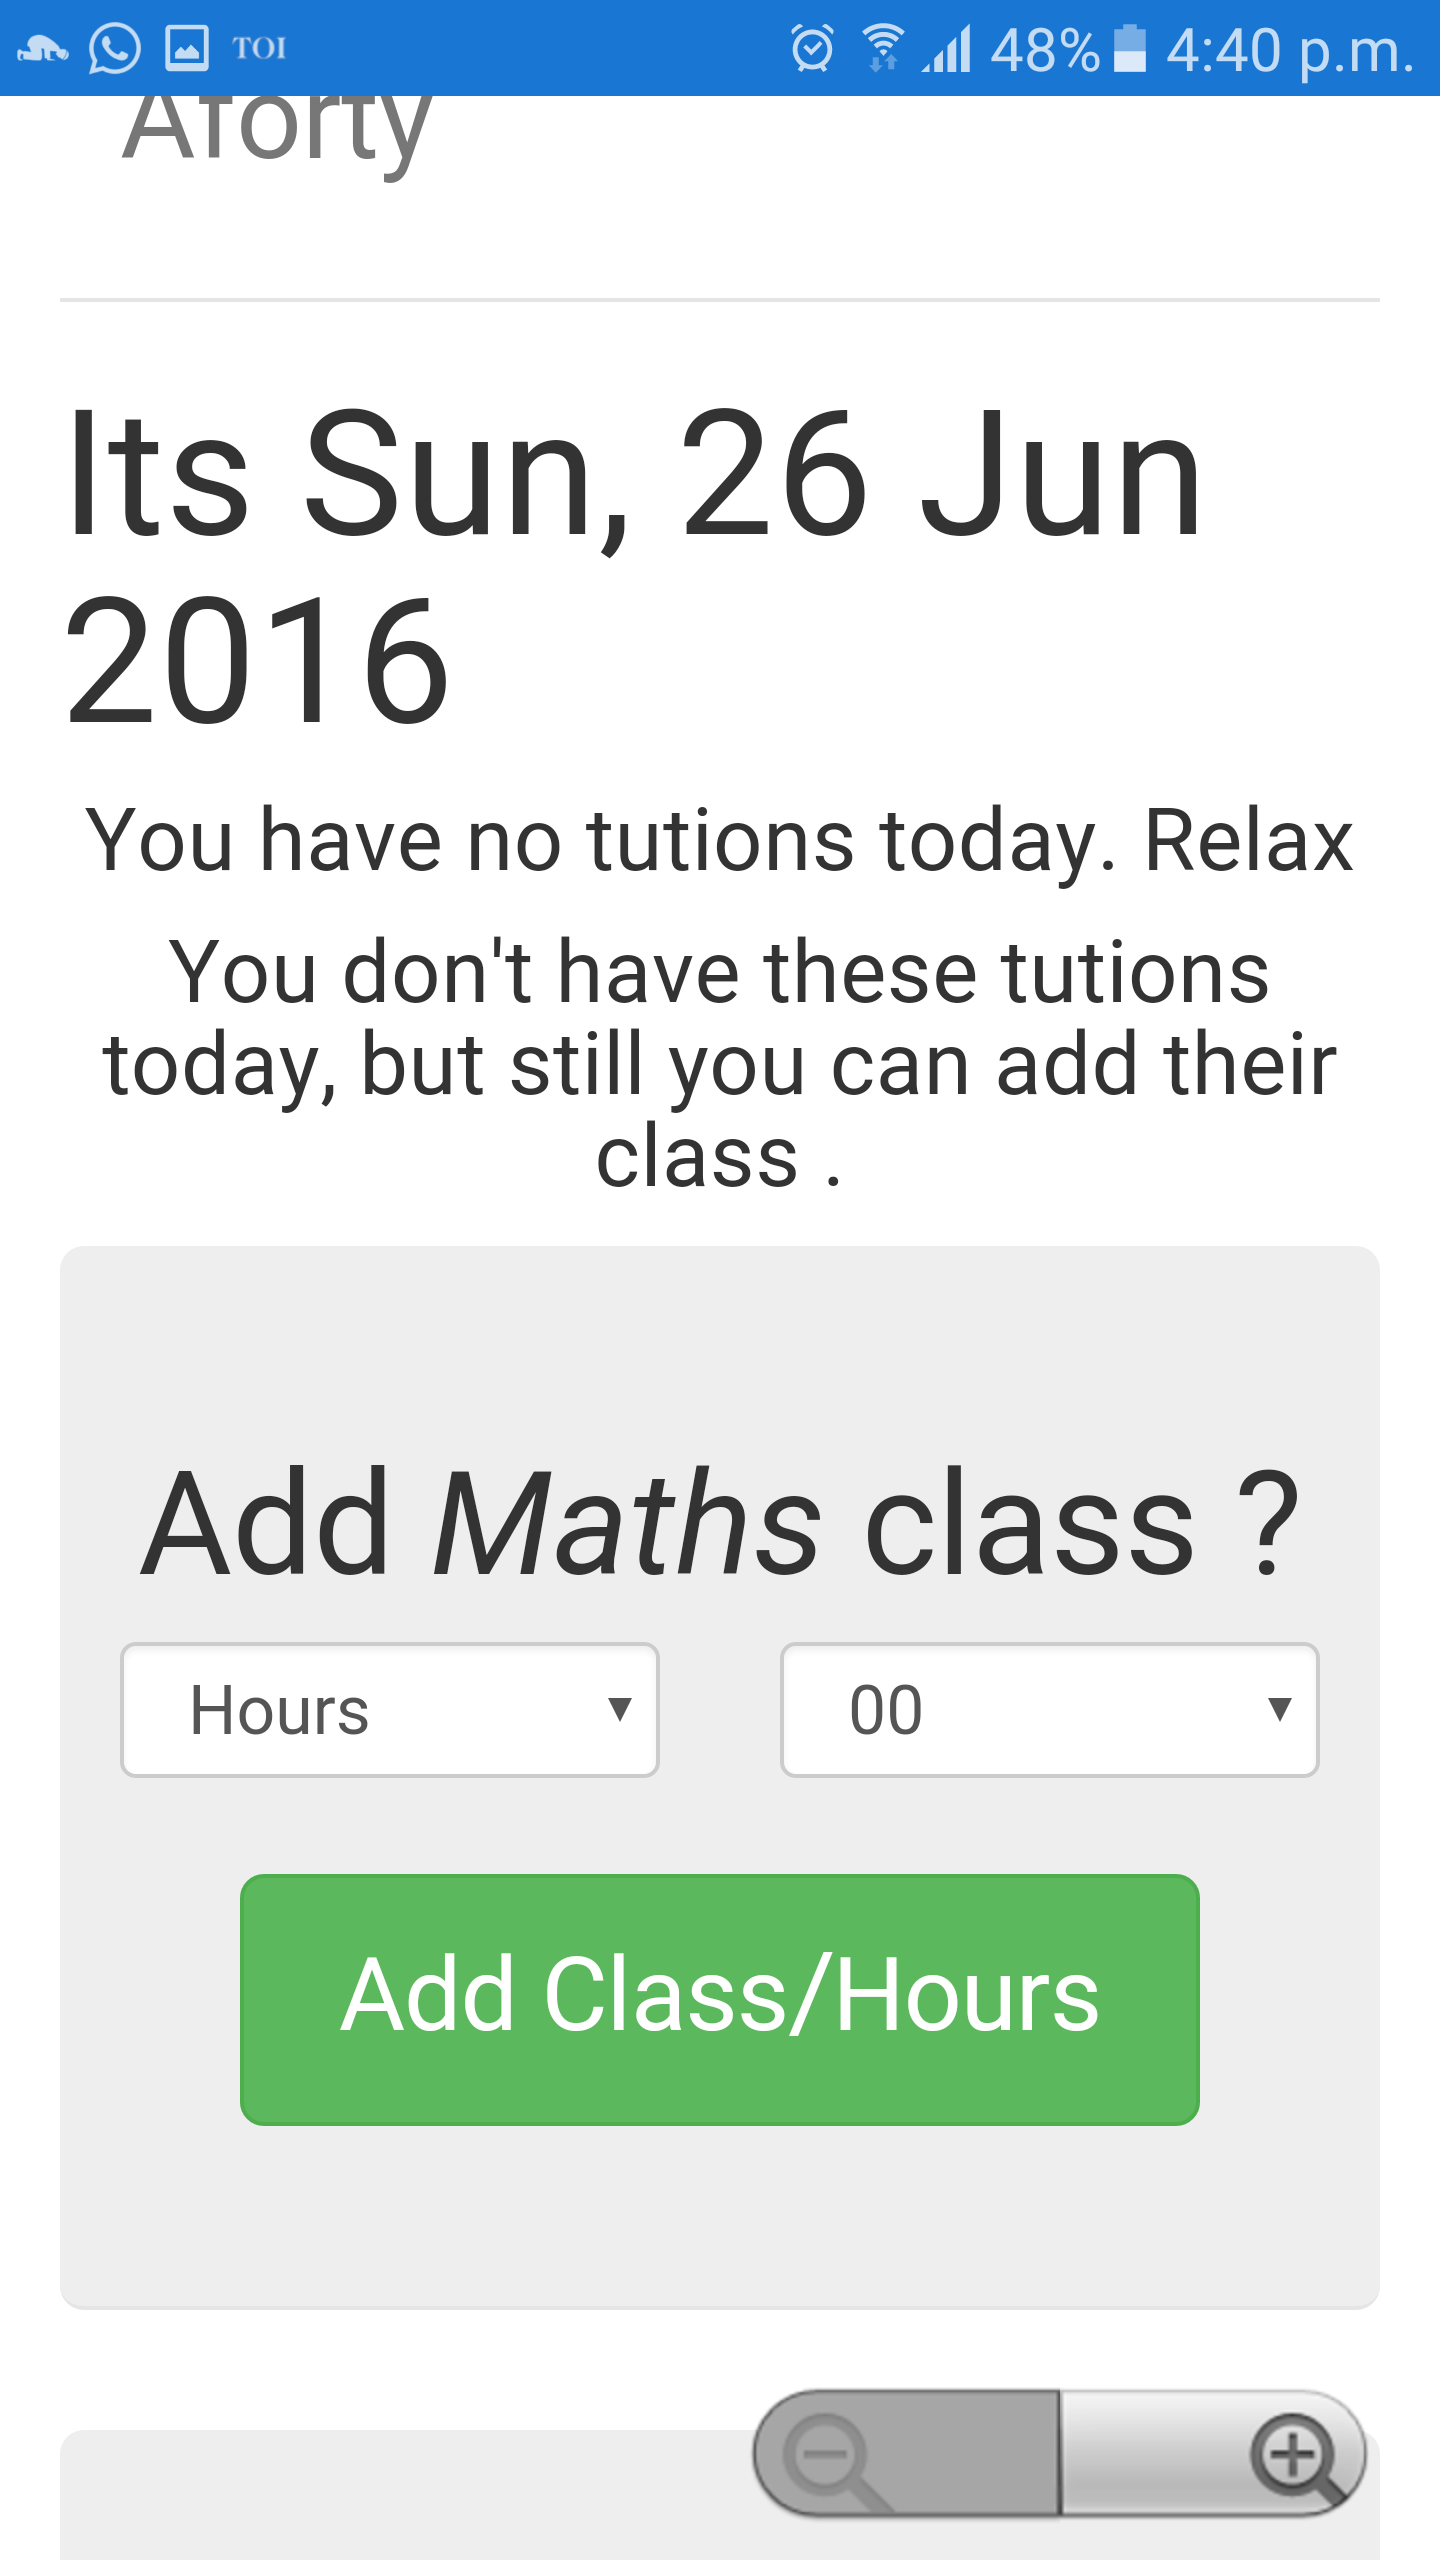 TOI 48% 4:40 p.m.
Aforty
Its Sun, 26 Jun
2016
You have no tutions today. Relax
You don't have these tutions
today, but still you can add their
class .
Add Maths class ?
Hours 00
Add Class/Hours